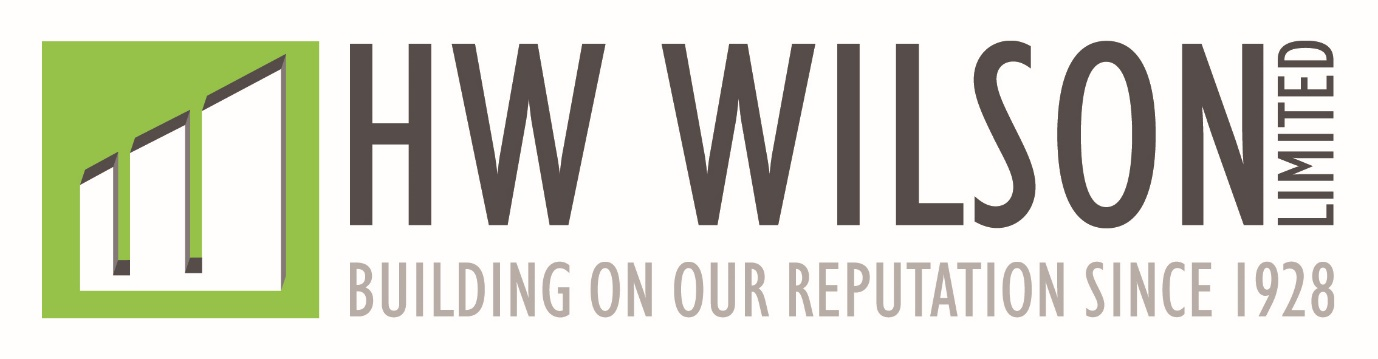 HW WILSON
LIMITED
BUILDING ON OUR REPUTATION SINCE 1928